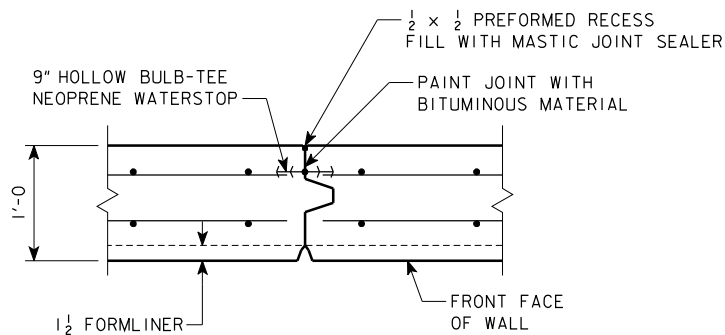 ½ × ½ PREFORMED RECESS
FILL WITH MASTIC JOINT SEALER
9" HOLLOW BULB-TEE
NEOPRENE WATERSTOP
PAINT JOINT WITH
BITUMINOUS MATERIAL
1'-0
1½ FORMLINER
FRONT FACE
OF WALL